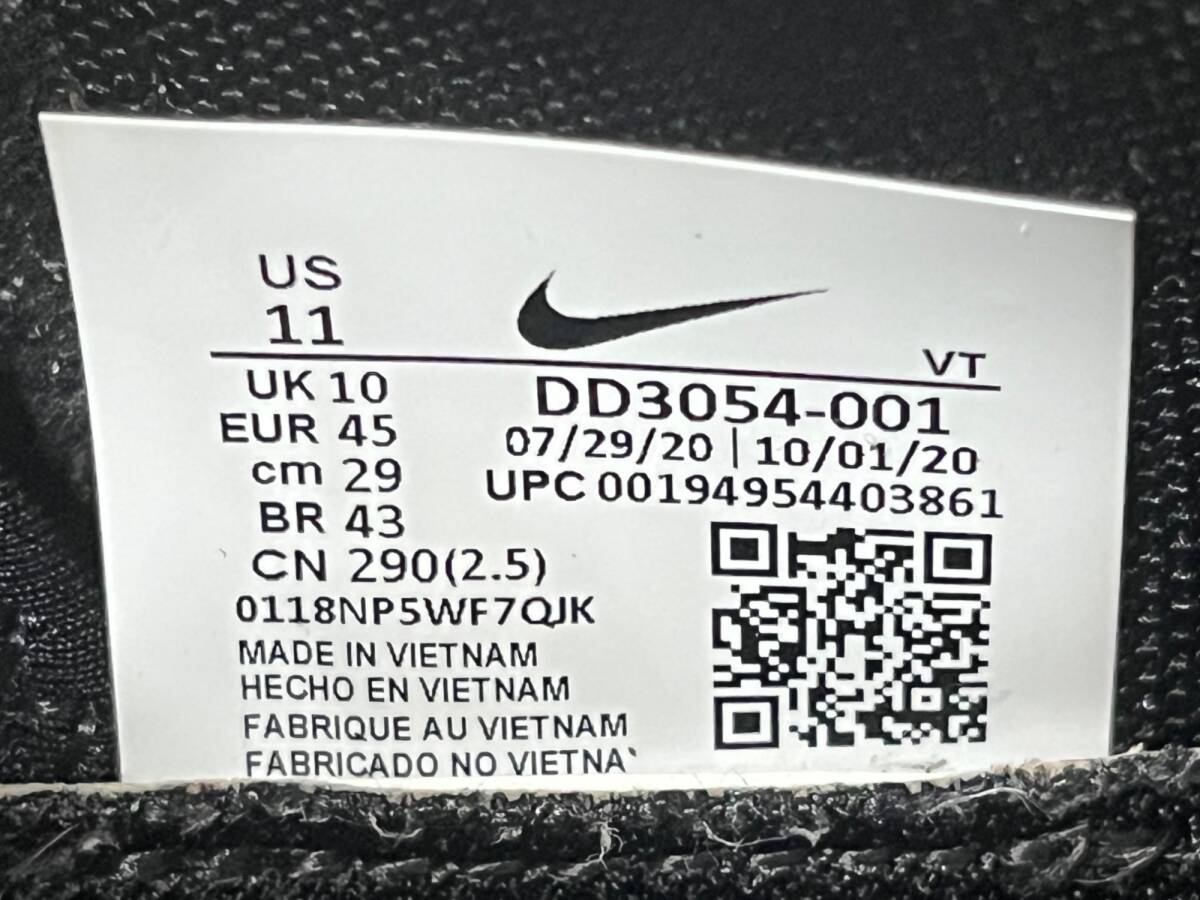 US
11
VT
UK 10
DD3054-001
EUR 45
07/29/20 | 10/01/20
cm 29
UPC 00194954403861
BR 43
CN 290(2.5)
0118NP5WF7QJK
MADE IN VIETNAM
HECHO EN VIETNAM
FABRIQUE AU VIETNAM
FABRICADO NO VIETNA